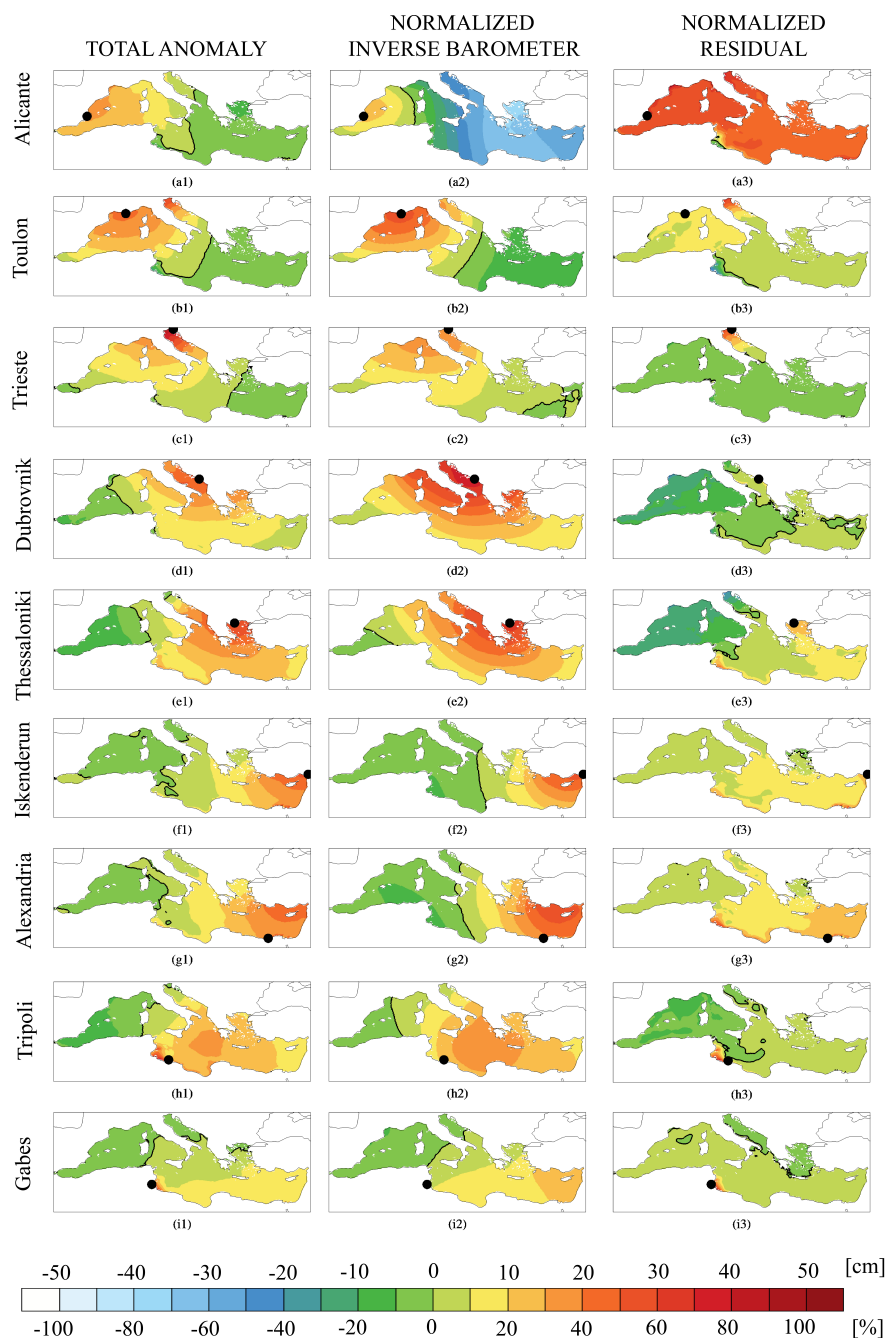 TOTAL ANOMALY
NORMALIZED
INVERSE BAROMETER
NORMALIZED
RESIDUAL
Alicante
(a1)
(a2)
(a3)
Toulon
(b1)
(b2)
(b3)
Trieste
(c1)
(c2)
(c3)
Dubrovnik
(d1)
(d2)
(d3)
Thessaloniki
(e1)
(e2)
(e3)
Iskenderun
(f1)
(f2)
(f3)
Alexandria
(g1)
(g2)
(g3)
Tripoli
(h1)
(h2)
(h3)
Gabes
(i1)
(i2)
(i3)
-50 -40 -30 -20 -10 0 10 20 30 40 50 [cm]
-100 -80 -60 -40 -20 0 20 40 60 80 100 [%]